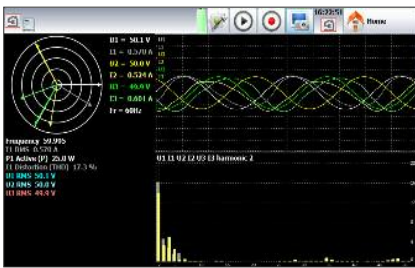 16:22:51
Home
U1 = 50.1 V
I1 = 0.570 A
U2 = 50.0 V
I2 = 0.524 A
U3 = 49.9 V
I3 = 0.601 A
Fr = 60Hz
Frequency 59.995
I1 RMS 0.570 A
P1 Active (P) 25.0 W
I1 Distortion (THD) 17.3 %
U1 RMS 50.1 V
U2 RMS 50.0 V
U3 RMS 49.9 V
U1 I1 U2 I2 U3 I3 harmonic 2